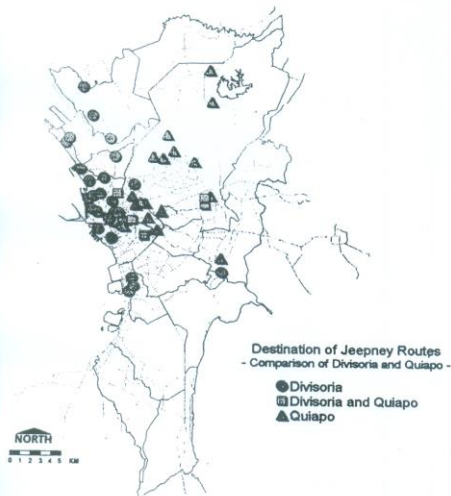 Destination of Jeepney Routes
- Comparison of Divisoria and Quiapo -
Divisoria
Divisoria and Quiapo
Quiapo
NORTH
0 1 2 3 4 5 KM